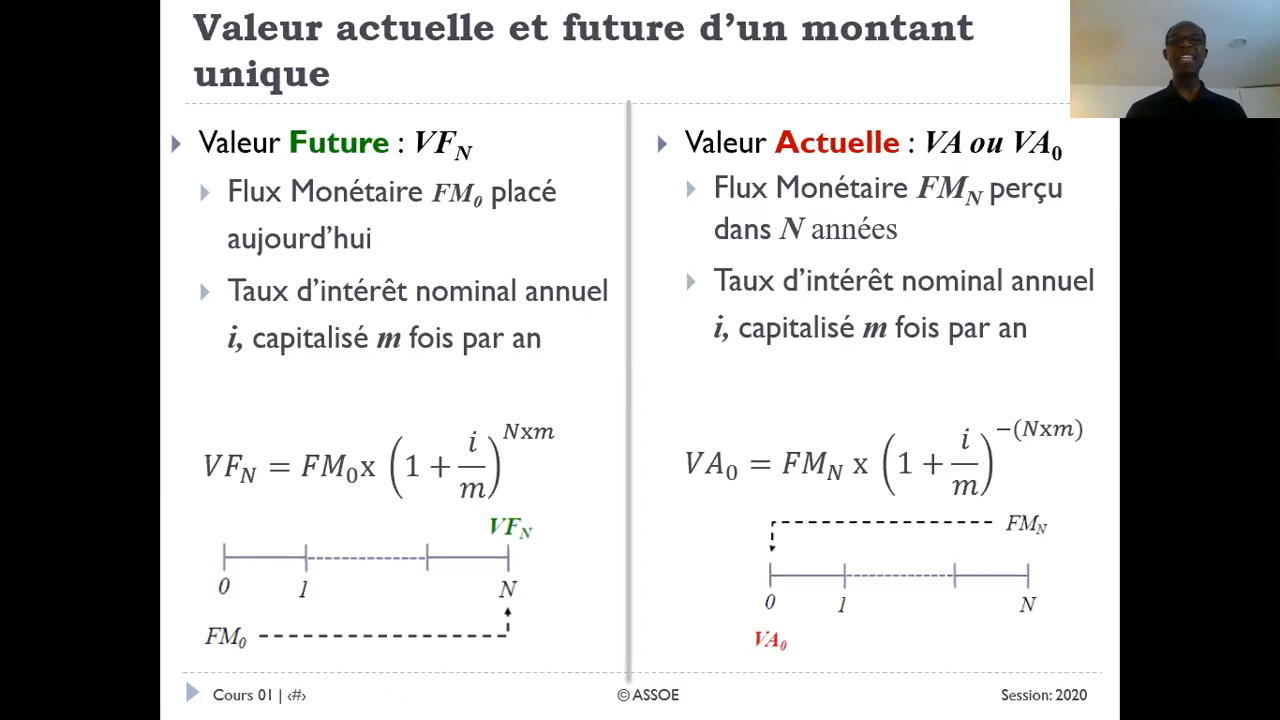 Valeur actuelle et future d’un montant
unique
Valeur Future : VF_N
Flux Monétaire FM_0 placé
aujourd’hui
Taux d’intérêt nominal annuel
i, capitalisé m fois par an
VF_N = FM_0 x (1 + i/m)^{Nxm}
VF_N
0 1 N
FM_0
Valeur Actuelle : VA ou VA_0
Flux Monétaire FM_N perçu
dans N années
Taux d’intérêt nominal annuel
i, capitalisé m fois par an
VA_0 = FM_N x (1 + i/m)^{-(Nxm)}
FM_N
0 1 N
VA_0
Cours 01 | ‹#› © ASSOE Session: 2020